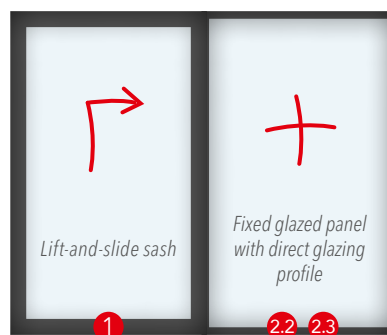 Lift-and-slide sash
Fixed glazed panel
with direct glazing
profile
1
2.2 2.3